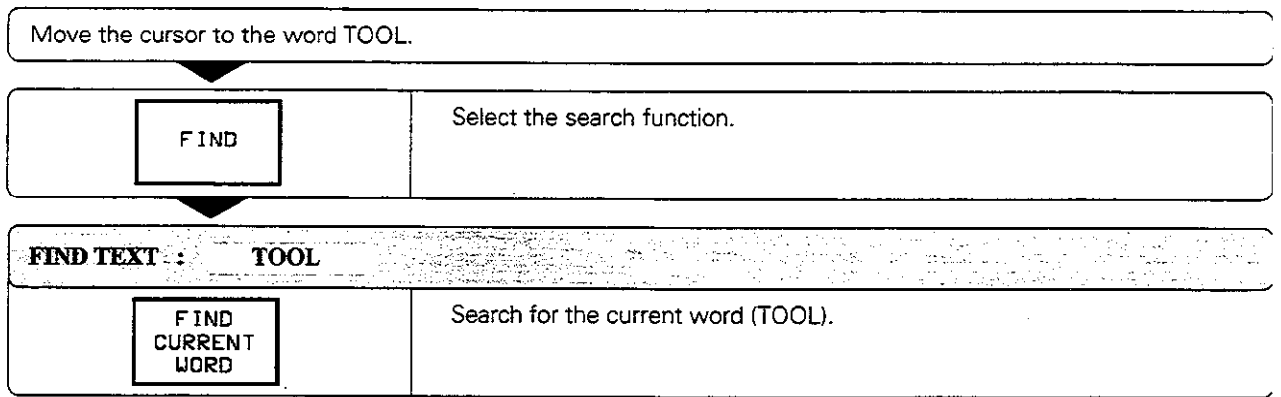 Move the cursor to the word TOOL.
FIND
Select the search function.
FIND TEXT : TOOL
FIND
CURRENT
WORD
Search for the current word (TOOL).